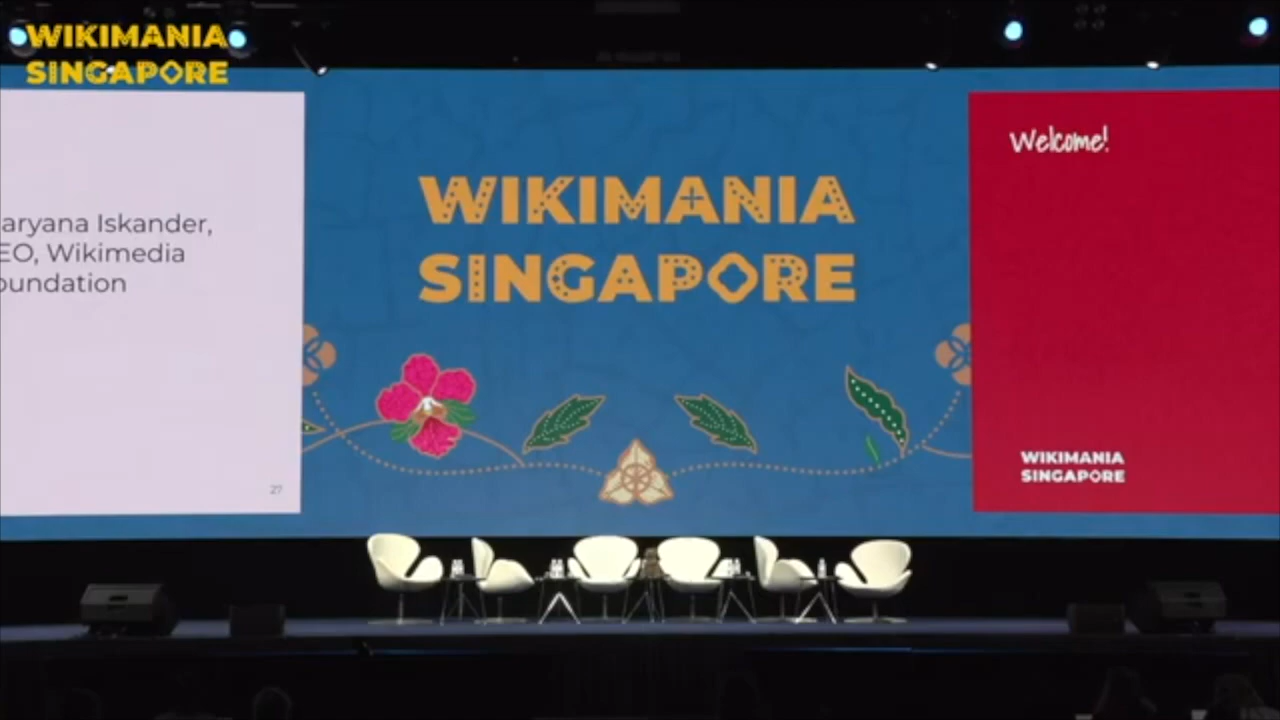 WIKIMANIA
SINGAPORE
aryana Iskander,
EO, Wikimedia
oundation
27
WIKIMANIA
SINGAPORE
Welcome!
WIKIMANIA
SINGAPORE